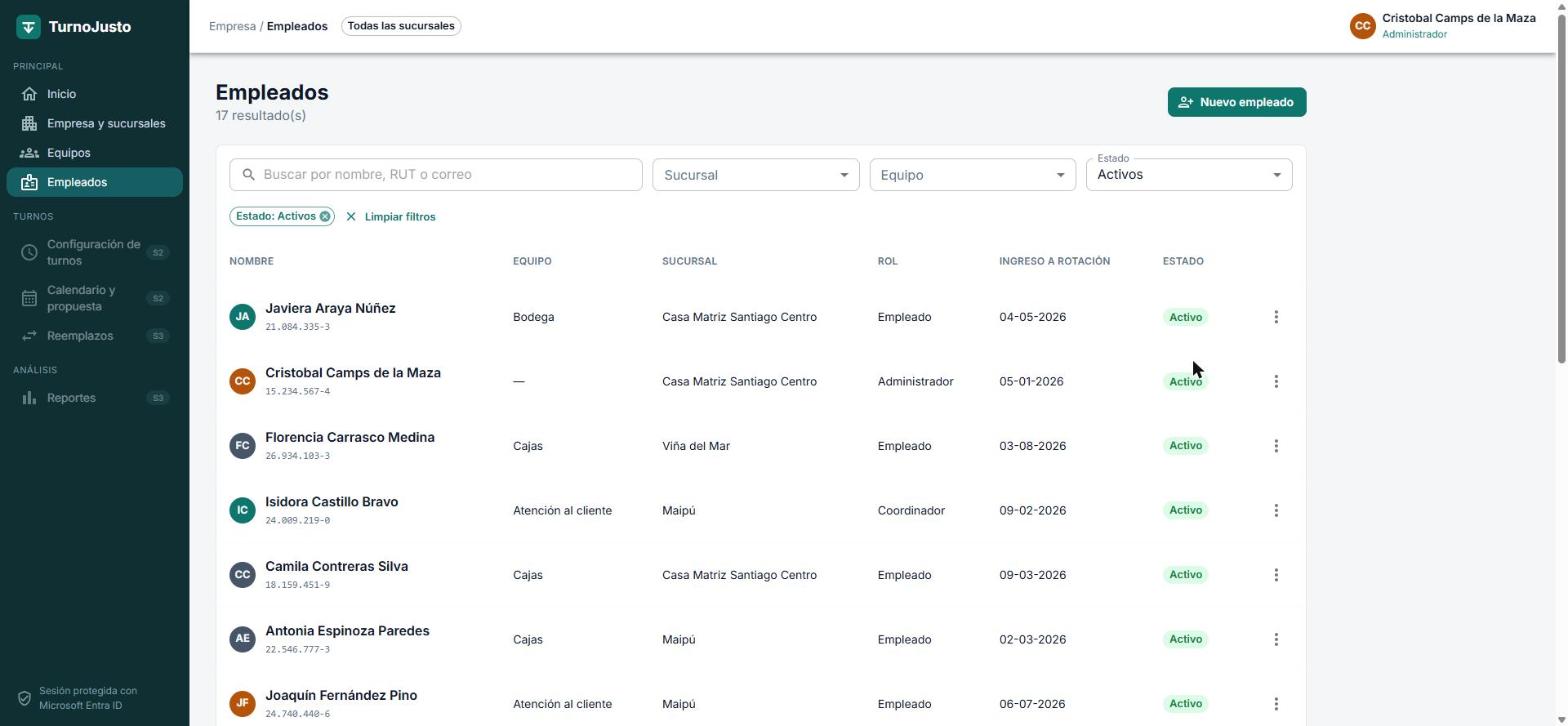 TurnoJusto
PRINCIPAL
Inicio
Empresa y sucursales
Equipos
Empleados
TURNOS
Configuración de
turnos
S2
Calendario y
propuesta
S2
Reemplazos
S3
ANÁLISIS
Reportes
S3
Sesión protegida con
Microsoft Entra ID
Empresa / Empleados
Todas las sucursales
CC
Cristobal Camps de la Maza
Administrador
Empleados
17 resultado(s)
Nuevo empleado
Buscar por nombre, RUT o correo
Sucursal
Equipo
Estado
Activos
Estado: Activos
Limpiar filtros
NOMBRE EQUIPO SUCURSAL ROL INGRESO A ROTACIÓN ESTADO
JA Javiera Araya Núñez Bodega Casa Matriz Santiago Centro Empleado 04-05-2026 Activo
21.084.335-3
CC Cristobal Camps de la Maza — Casa Matriz Santiago Centro Administrador 05-01-2026 Activo
15.234.567-4
FC Florencia Carrasco Medina Cajas Viña del Mar Empleado 03-08-2026 Activo
26.934.103-3
IC Isidora Castillo Bravo Atención al cliente Maipú Coordinador 09-02-2026 Activo
24.009.219-0
CC Camila Contreras Silva Cajas Casa Matriz Santiago Centro Empleado 09-03-2026 Activo
18.159.451-9
AE Antonia Espinoza Paredes Cajas Maipú Empleado 02-03-2026 Activo
22.546.777-3
JF Joaquín Fernández Pino Atención al cliente Maipú Empleado 06-07-2026 Activo
24.740.440-6